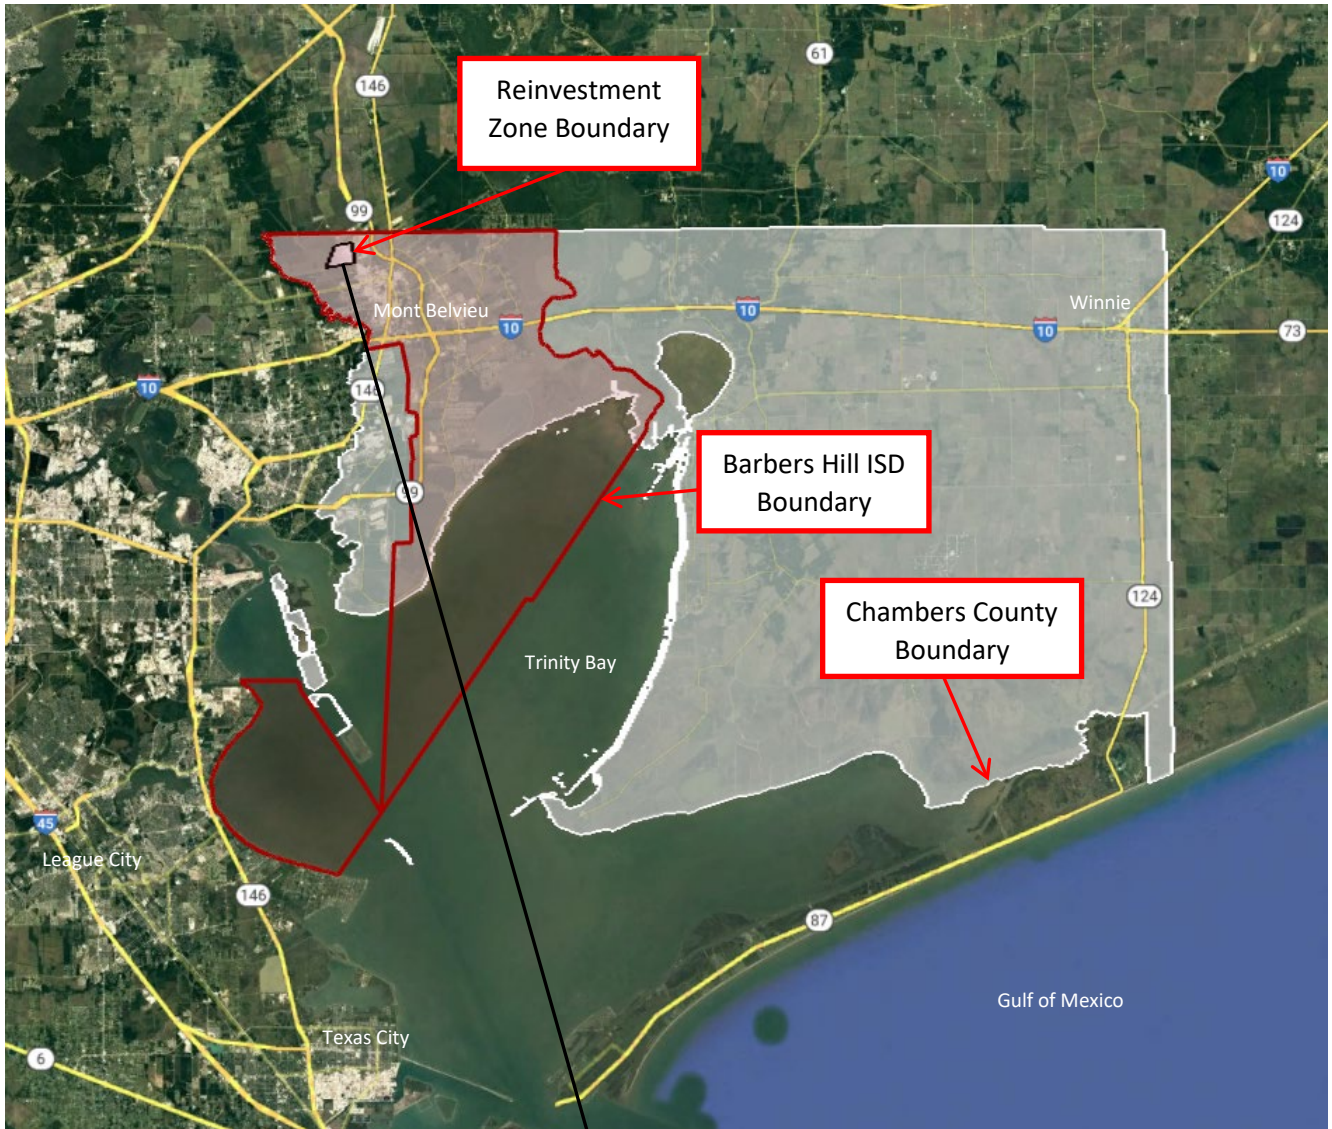 61
146
Reinvestment
Zone Boundary
10
99
124
Mont Belvieu
Winnie
10
10
10
73
10
146
Barbers Hill ISD
Boundary
99
Chambers County
Boundary
124
Trinity Bay
45
League City
146
87
Gulf of Mexico
Texas City
6